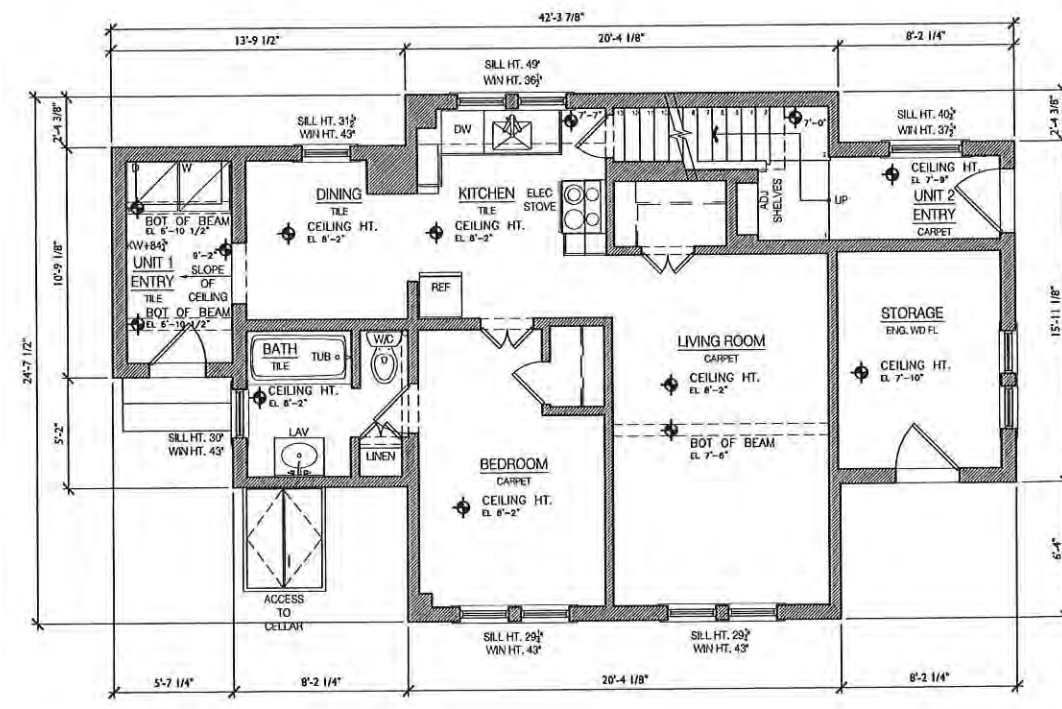 42'-3 7/8"
13'-9 1/2"
20'-4 1/8"
8'-2 1/4"
SILL HT. 49"
WIN HT. 36½"
2'-4 3/8"
SILL HT. 31½"
WIN HT. 43"
DW
7'-7"
7'-0"
SILL HT. 40½"
WIN HT. 37½"
2'-4 3/8"
D
W
BOT OF BEAM
EL 6'-10 1/2"
DINING
TILE
CEILING HT.
EL 8'-2"
KITCHEN
TILE
CEILING HT.
EL 8'-2"
ELEC
STOVE
ADJ
SHELVES
UP
CEILING HT.
EL 7'-9"
UNIT 2
ENTRY
CARPET
10'-9 1/8"
UNIT 1
ENTRY
TILE
SLOPE
OF
CEILING
BOT OF BEAM
EL 6'-10 1/2"
REF
STORAGE
ENG. WD FL
CEILING HT.
EL 7'-10"
15'-11 1/8"
24'-7 1/2"
BATH
TILE
TUB
W/C
CEILING HT.
EL 8'-2"
LIVING ROOM
CARPET
CEILING HT.
EL 8'-2"
BOT OF BEAM
EL 7'-6"
5'-2"
SILL HT. 30"
WIN HT. 43"
LAV
LINEN
BEDROOM
CARPET
CEILING HT.
EL 8'-2"
6'-4"
ACCESS
TO
CELLAR
SILL HT. 29½"
WIN HT. 43"
SILL HT. 29½"
WIN HT. 43"
5'-7 1/4"
8'-2 1/4"
20'-4 1/8"
8'-2 1/4"